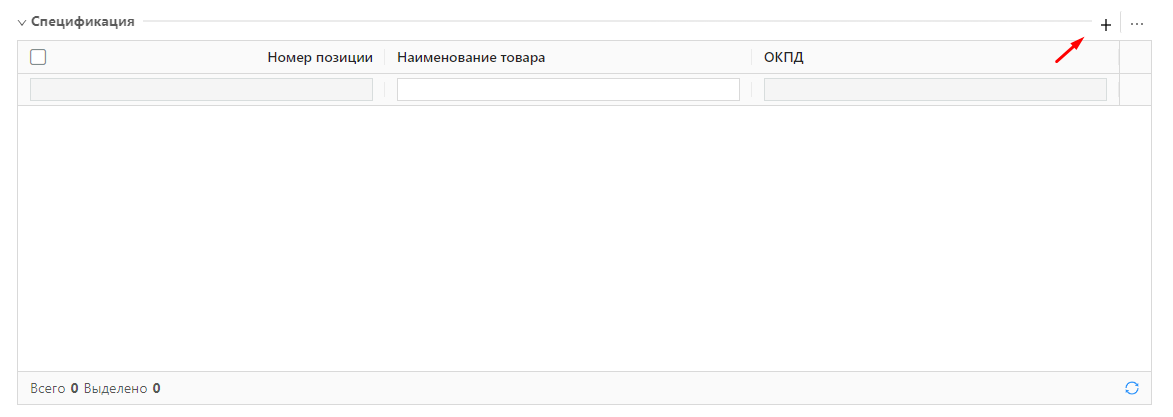 Спецификация
Номер позиции Наименование товара ОКПД
Всего 0 Выделено 0